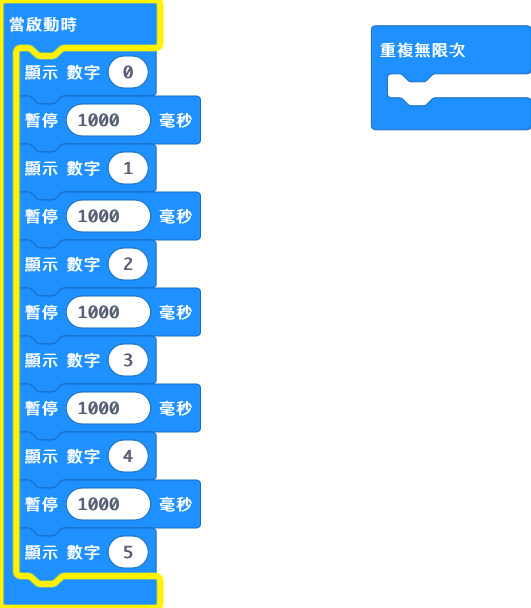 當啟動時
顯示 數字 0
暫停 1000 毫秒
顯示 數字 1
暫停 1000 毫秒
顯示 數字 2
暫停 1000 毫秒
顯示 數字 3
暫停 1000 毫秒
顯示 數字 4
暫停 1000 毫秒
顯示 數字 5
重複無限次